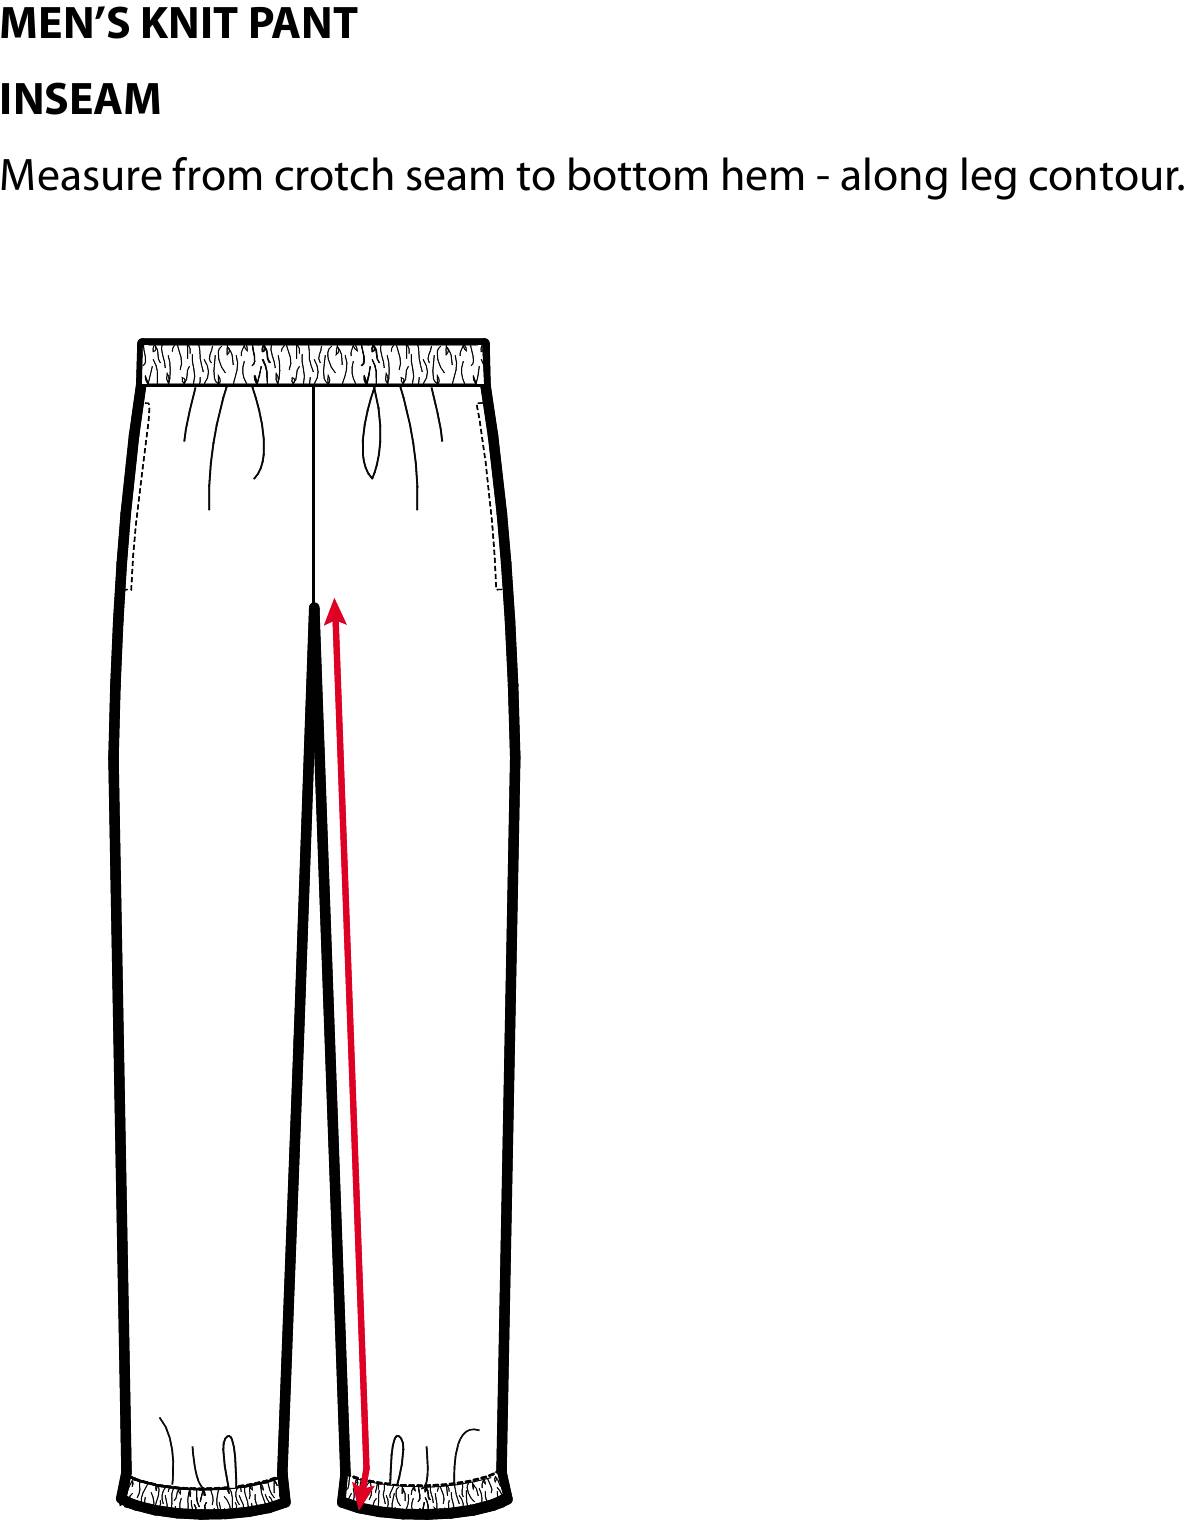 MEN’S KNIT PANT
INSEAM
Measure from crotch seam to bottom hem - along leg contour.